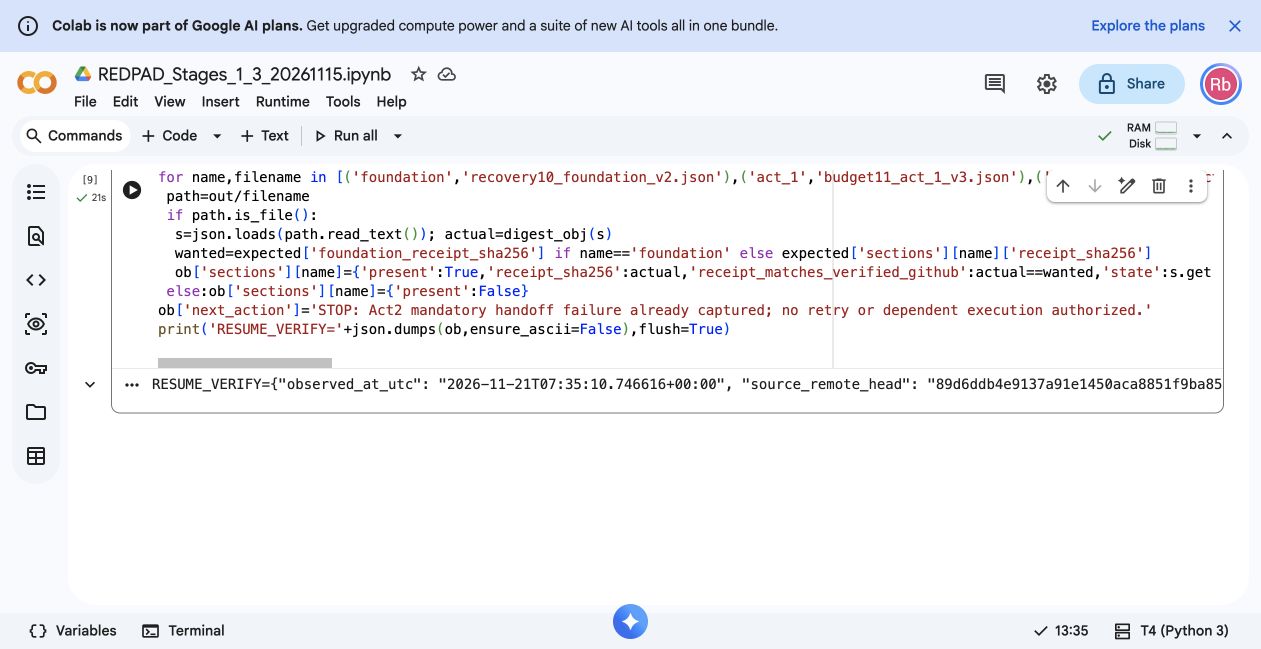 Colab is now part of Google AI plans. Get upgraded compute power and a suite of new AI tools all in one bundle.
Explore the plans
REDPAD_Stages_1_3_20261115.ipynb
File Edit View Insert Runtime Tools Help
Share
Rb
Commands + Code + Text Run all
RAM
Disk
[9]
21s
for name,filename in [('foundation','recovery10_foundation_v2.json'),('act_1','budget11_act_1_v3.json'),('
path=out/filename
if path.is_file():
s=json.loads(path.read_text()); actual=digest_obj(s)
wanted=expected['foundation_receipt_sha256'] if name=='foundation' else expected['sections'][name]['receipt_sha256']
ob['sections'][name]={'present':True,'receipt_sha256':actual,'receipt_matches_verified_github':actual==wanted,'state':s.get
else:ob['sections'][name]={'present':False}
ob['next_action']='STOP: Act2 mandatory handoff failure already captured; no retry or dependent execution authorized.'
print('RESUME_VERIFY='+json.dumps(ob,ensure_ascii=False),flush=True)
RESUME_VERIFY={"observed_at_utc": "2026-11-21T07:35:10.746616+00:00", "source_remote_head": "89d6ddb4e9137a91e1450aca8851f9ba85
{} Variables
Terminal
13:35
T4 (Python 3)